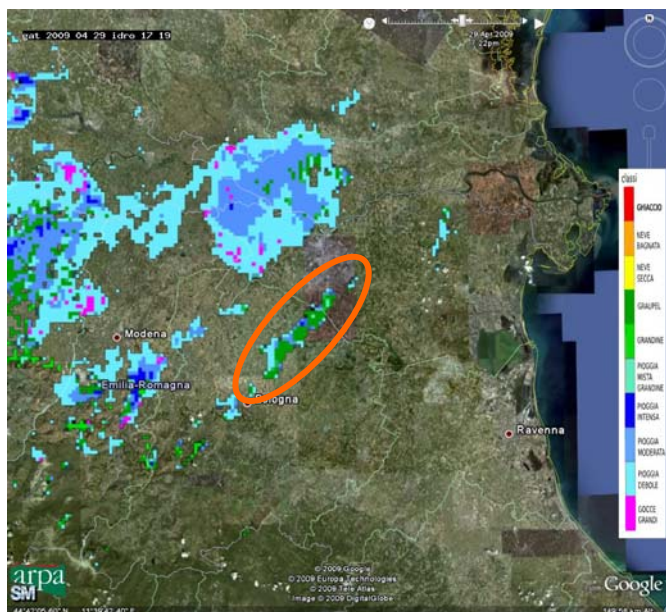 gat 2009 04 29 idro 17 19
29 Apr 2009
N
classi
GHIACCIO
NEVE
BAGNATA
NEVE
SECCA
GRAUPEL
GRANDINE
PIOGGIA
MISTA
GRANDINE
PIOGGIA
INTENSA
PIOGGIA
MODERATA
PIOGGIA
DEBOLE
GOCCE
GRANDI
Modena
Emilia-Romagna
Bologna
Ravenna
© 2009 Google
© 2009 Europa Technologies
© 2009 Tele Atlas
Image © 2009 DigitalGlobe
arpa
SIM
Google